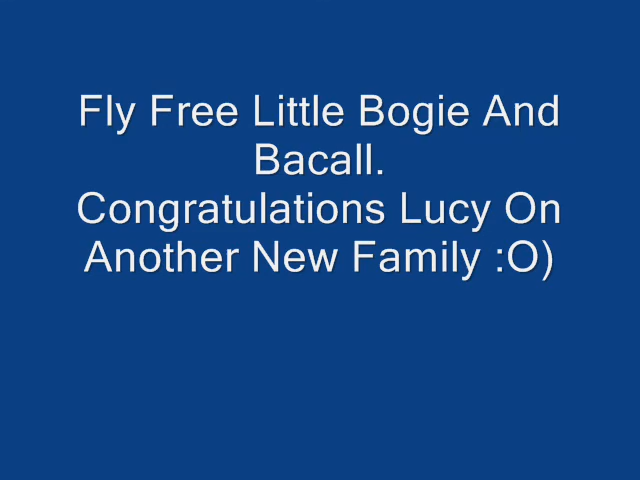 Fly Free Little Bogie And
Bacall.
Congratulations Lucy On
Another New Family :O)